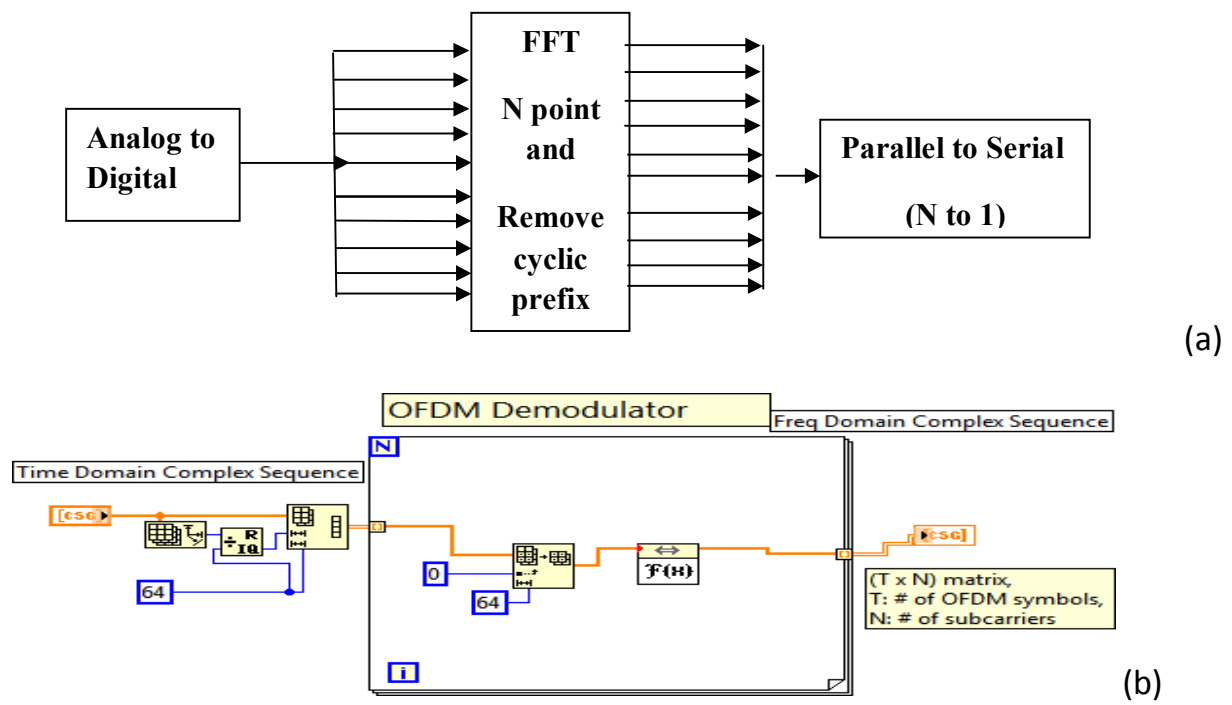 Analog to
Digital
FFT
N point
and
Remove
cyclic
prefix
Parallel to Serial
(N to 1)
(a)
OFDM Demodulator
Freq Domain Complex Sequence
Time Domain Complex Sequence
N
[CSG]
R
IQ
64
0
64
F(x)
i
CSG]
(T x N) matrix,
T: # of OFDM symbols,
N: # of subcarriers
(b)